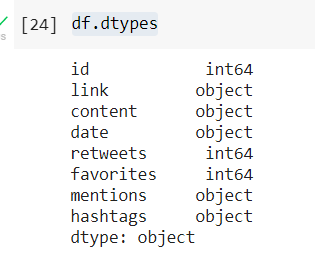 [24] df.dtypes
id int64
link object
content object
date object
retweets int64
favorites int64
mentions object
hashtags object
dtype: object